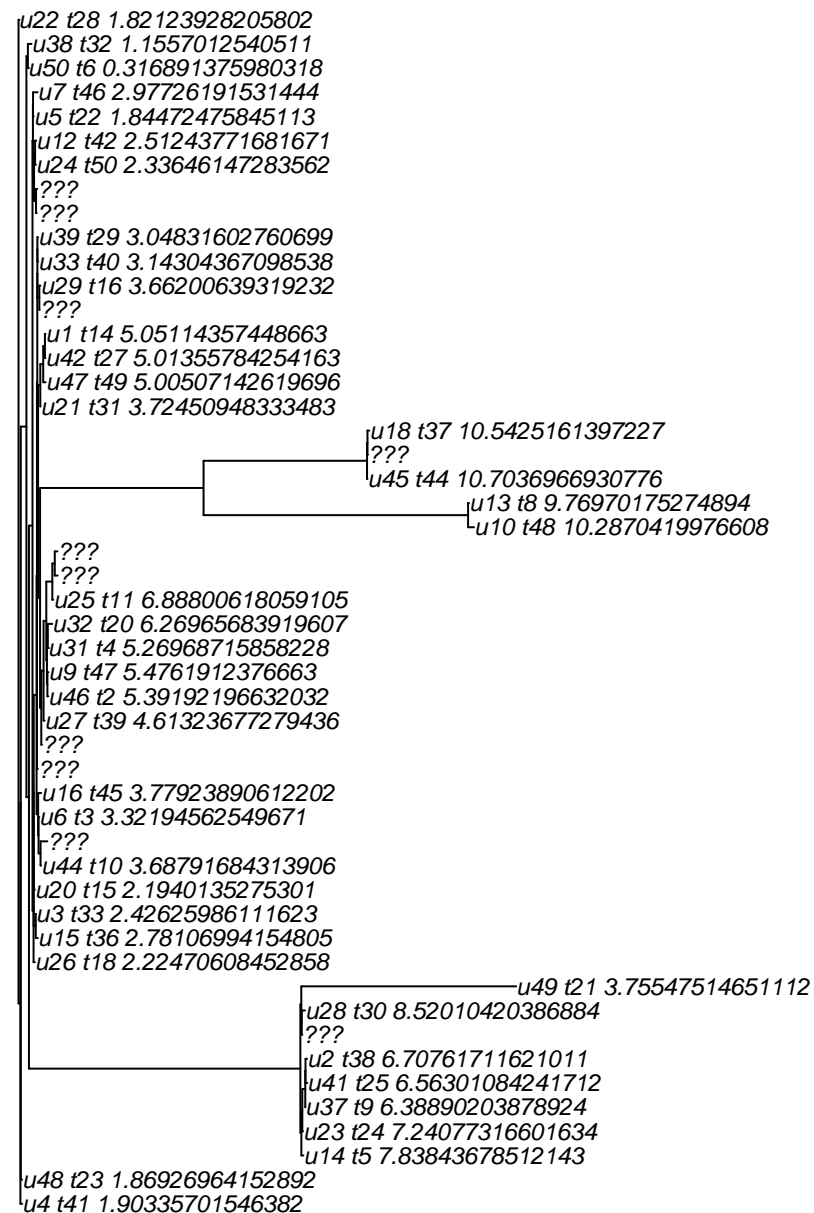 u22 t28 1.82123928205802
u38 t32 1.1557012540511
u50 t6 0.316891375980318
u7 t46 2.97726191531444
u5 t22 1.84472475845113
u12 t42 2.51243771681671
u24 t50 2.33646147283562
???
???
u39 t29 3.04831602760699
u33 t40 3.14304367098538
u29 t16 3.66200639319232
???
u1 t14 5.05114357448663
u42 t27 5.01355784254163
u47 t49 5.00507142619696
u21 t31 3.72450948333483
u18 t37 10.5425161397227
???
u45 t44 10.7036966930776
u13 t8 9.76970175274894
u10 t48 10.2870419976608
???
???
u25 t11 6.88800618059105
u32 t20 6.26965683919607
u31 t4 5.26968715858228
u9 t47 5.4761912376663
u46 t2 5.39192196632032
u27 t39 4.61323677279436
???
???
u16 t45 3.77923890612202
u6 t3 3.32194562549671
???
u44 t10 3.68791684313906
u20 t15 2.1940135275301
u3 t33 2.42625986111623
u15 t36 2.78106994154805
u26 t18 2.22470608452858
u49 t21 3.75547514651112
u28 t30 8.52010420386884
???
u2 t38 6.70761711621011
u41 t25 6.56301084241712
u37 t9 6.38890203878924
u23 t24 7.24077316601634
u14 t5 7.83843678512143
u48 t23 1.86926964152892
u4 t41 1.90335701546382